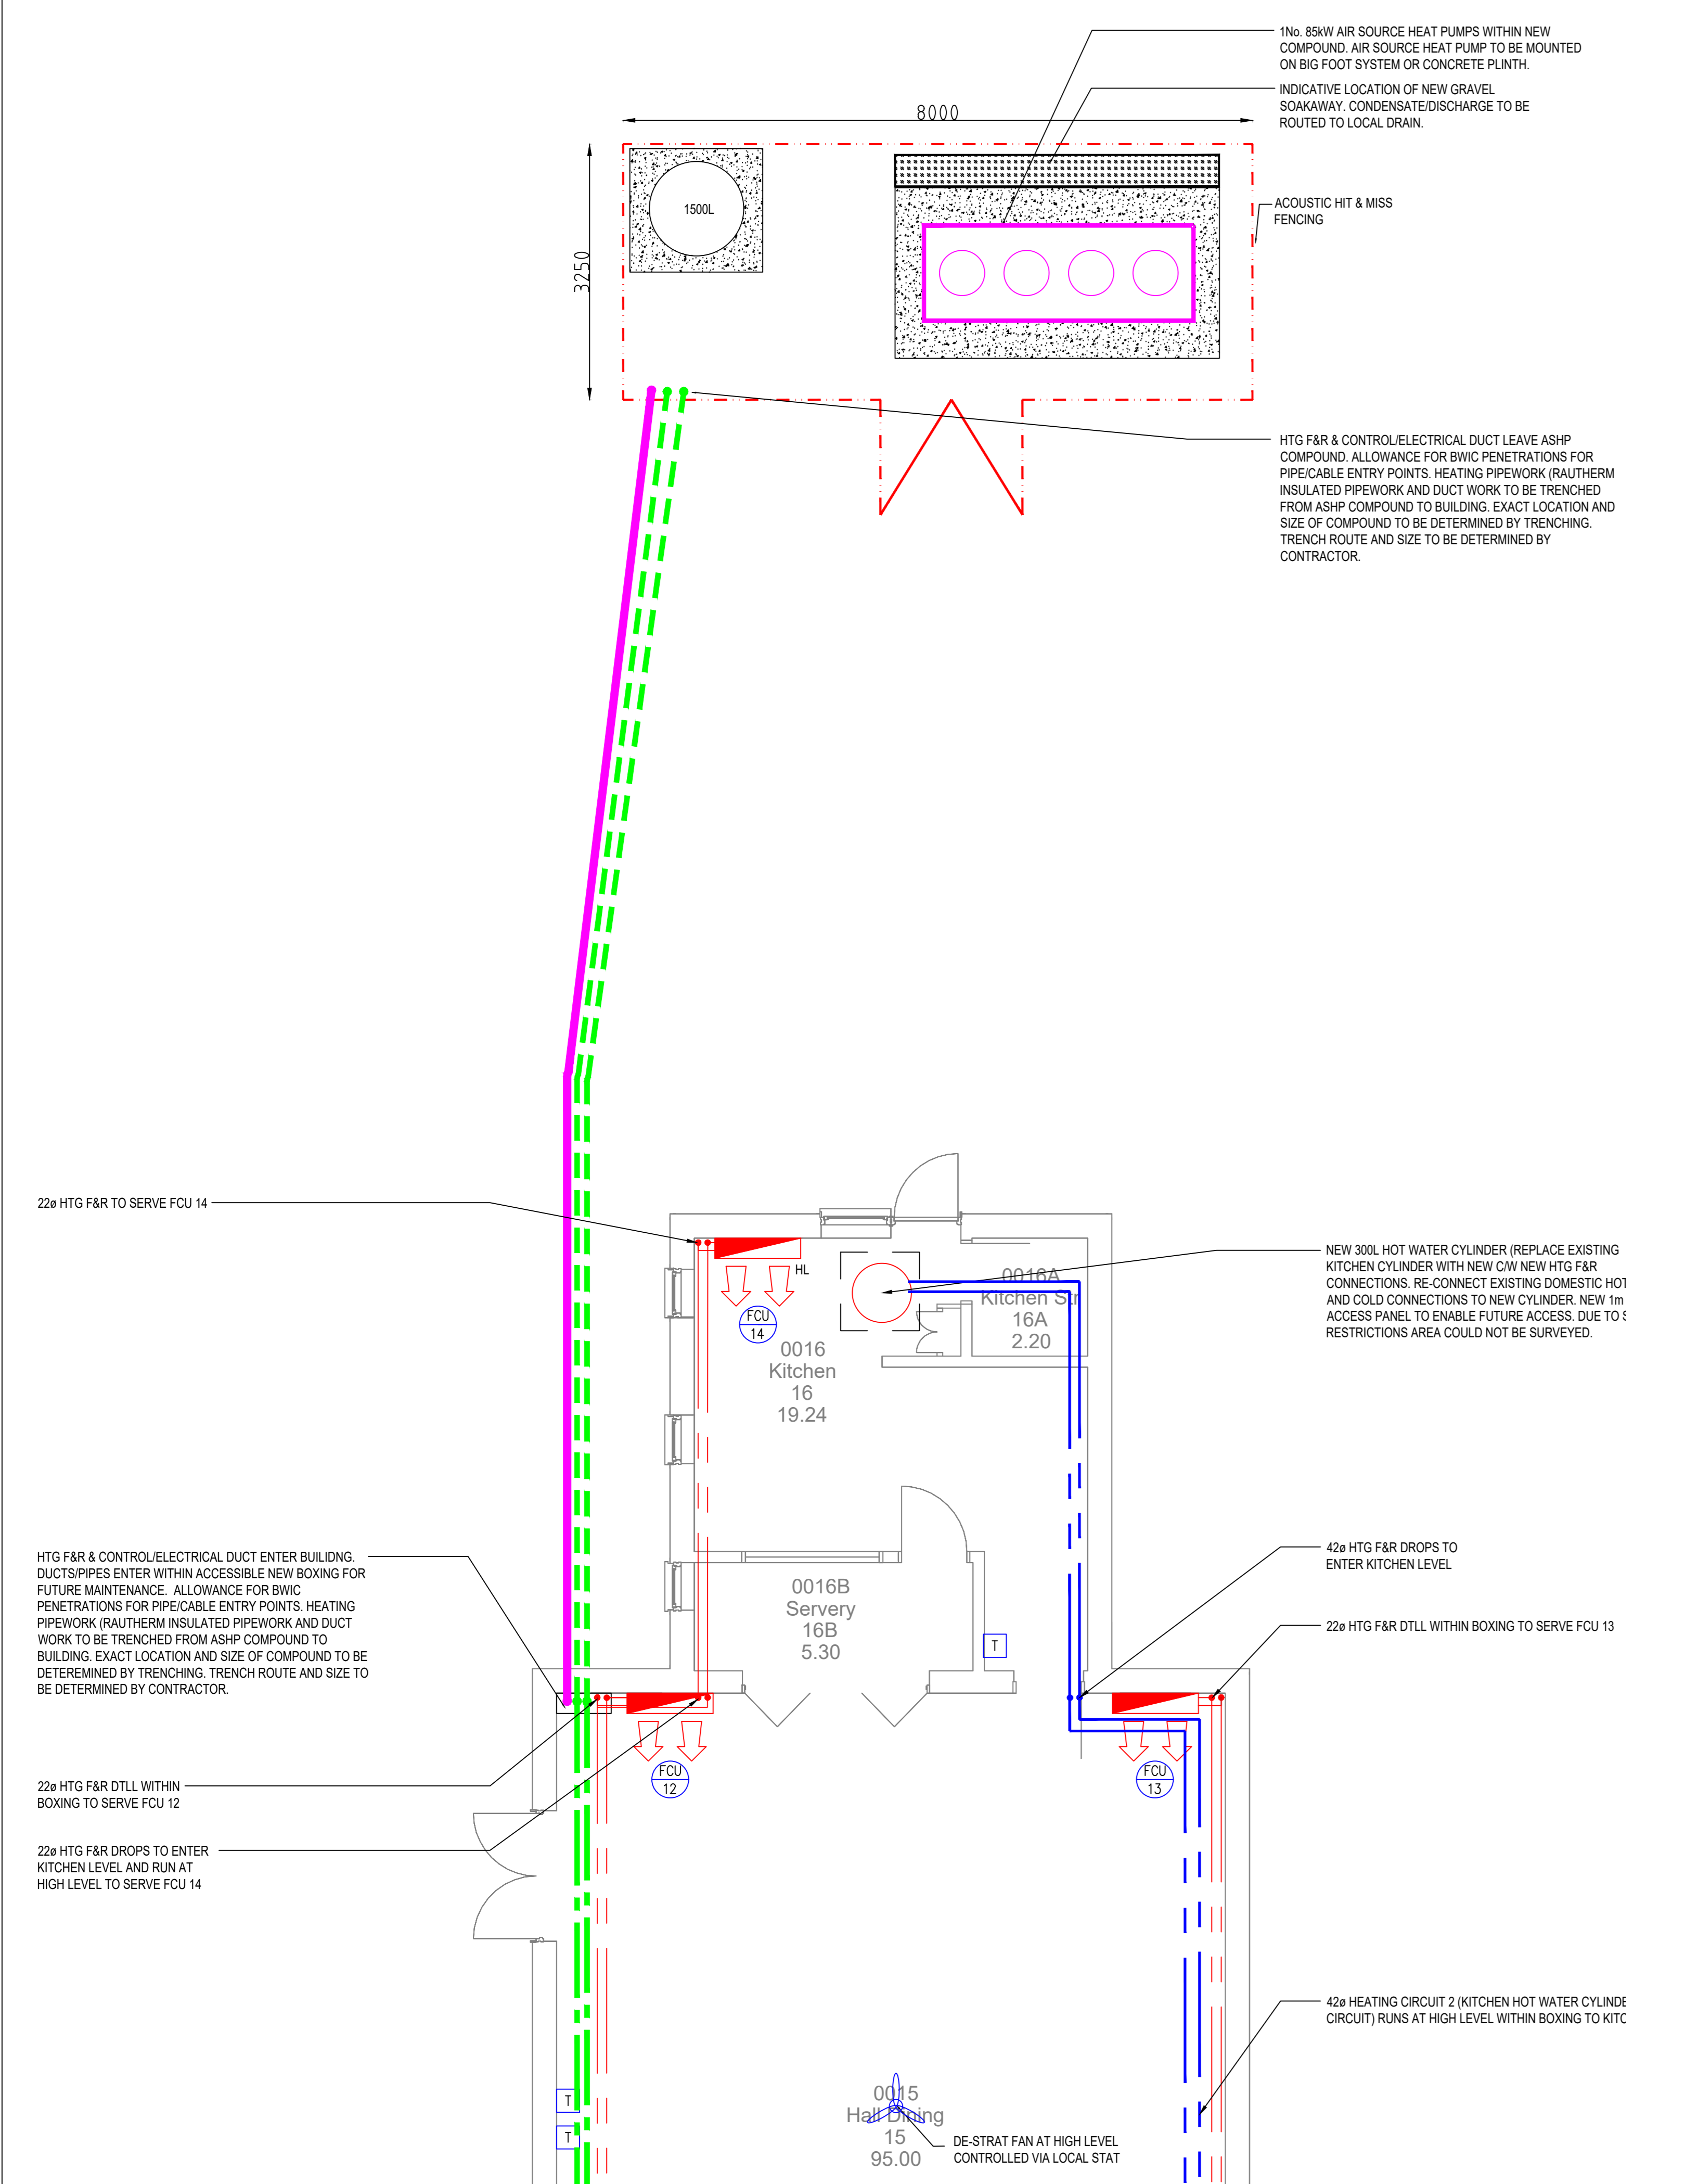 1No. 85kW AIR SOURCE HEAT PUMPS WITHIN NEW
COMPOUND. AIR SOURCE HEAT PUMP TO BE MOUNTED
ON BIG FOOT SYSTEM OR CONCRETE PLINTH.
INDICATIVE LOCATION OF NEW GRAVEL
SOAKAWAY. CONDENSATE/DISCHARGE TO BE
ROUTED TO LOCAL DRAIN.
8000
1500L
ACOUSTIC HIT & MISS
FENCING
3250
HTG F&R & CONTROL/ELECTRICAL DUCT LEAVE ASHP
COMPOUND. ALLOWANCE FOR BWIC PENETRATIONS FOR
PIPE/CABLE ENTRY POINTS. HEATING PIPEWORK (RAUTHERM
INSULATED PIPEWORK AND DUCT WORK TO BE TRENCHED
FROM ASHP COMPOUND TO BUILDING. EXACT LOCATION AND
SIZE OF COMPOUND TO BE DETERMINED BY TRENCHING.
TRENCH ROUTE AND SIZE TO BE DETERMINED BY
CONTRACTOR.
22ø HTG F&R TO SERVE FCU 14
HL
FCU
14
0016
Kitchen
16
19.24
0016A
Kitchen Str
16A
2.20
NEW 300L HOT WATER CYLINDER (REPLACE EXISTING
KITCHEN CYLINDER WITH NEW C/W NEW HTG F&R
CONNECTIONS. RE-CONNECT EXISTING DOMESTIC HOT
AND COLD CONNECTIONS TO NEW CYLINDER. NEW 1m
ACCESS PANEL TO ENABLE FUTURE ACCESS. DUE TO
RESTRICTIONS AREA COULD NOT BE SURVEYED.
HTG F&R & CONTROL/ELECTRICAL DUCT ENTER BUILIDNG.
DUCTS/PIPES ENTER WITHIN ACCESSIBLE NEW BOXING FOR
FUTURE MAINTENANCE. ALLOWANCE FOR BWIC
PENETRATIONS FOR PIPE/CABLE ENTRY POINTS. HEATING
PIPEWORK (RAUTHERM INSULATED PIPEWORK AND DUCT
WORK TO BE TRENCHED FROM ASHP COMPOUND TO
BUILDING. EXACT LOCATION AND SIZE OF COMPOUND TO BE
DETEREMINED BY TRENCHING. TRENCH ROUTE AND SIZE TO
BE DETERMINED BY CONTRACTOR.
0016B
Servery
16B
5.30
T
42ø HTG F&R DROPS TO
ENTER KITCHEN LEVEL
22ø HTG F&R DTLL WITHIN BOXING TO SERVE FCU 13
22ø HTG F&R DTLL WITHIN
BOXING TO SERVE FCU 12
FCU
12
FCU
13
22ø HTG F&R DROPS TO ENTER
KITCHEN LEVEL AND RUN AT
HIGH LEVEL TO SERVE FCU 14
42ø HEATING CIRCUIT 2 (KITCHEN HOT WATER CYLINDE
CIRCUIT) RUNS AT HIGH LEVEL WITHIN BOXING TO KITC
T
T
0015
Hall Dining
15
95.00
DE-STRAT FAN AT HIGH LEVEL
CONTROLLED VIA LOCAL STAT